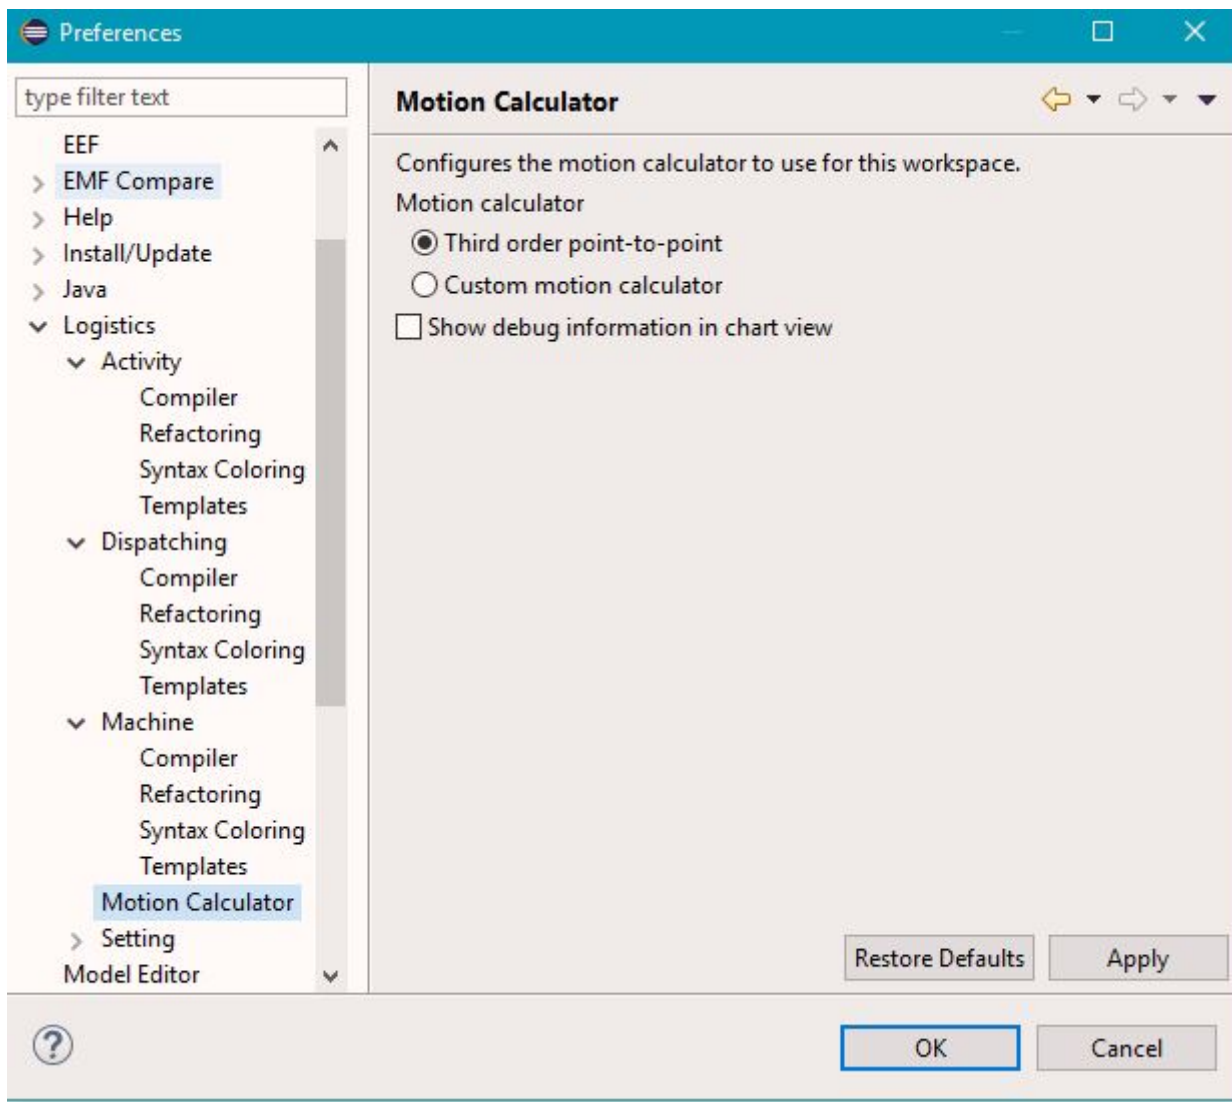 Preferences
type filter text
EEF
EMF Compare
Help
Install/Update
Java
Logistics
Activity
Compiler
Refactoring
Syntax Coloring
Templates
Dispatching
Compiler
Refactoring
Syntax Coloring
Templates
Machine
Compiler
Refactoring
Syntax Coloring
Templates
Motion Calculator
Setting
Model Editor
Motion Calculator
Configures the motion calculator to use for this workspace.
Motion calculator
Third order point-to-point
Custom motion calculator
Show debug information in chart view
Restore Defaults
Apply
?
OK
Cancel